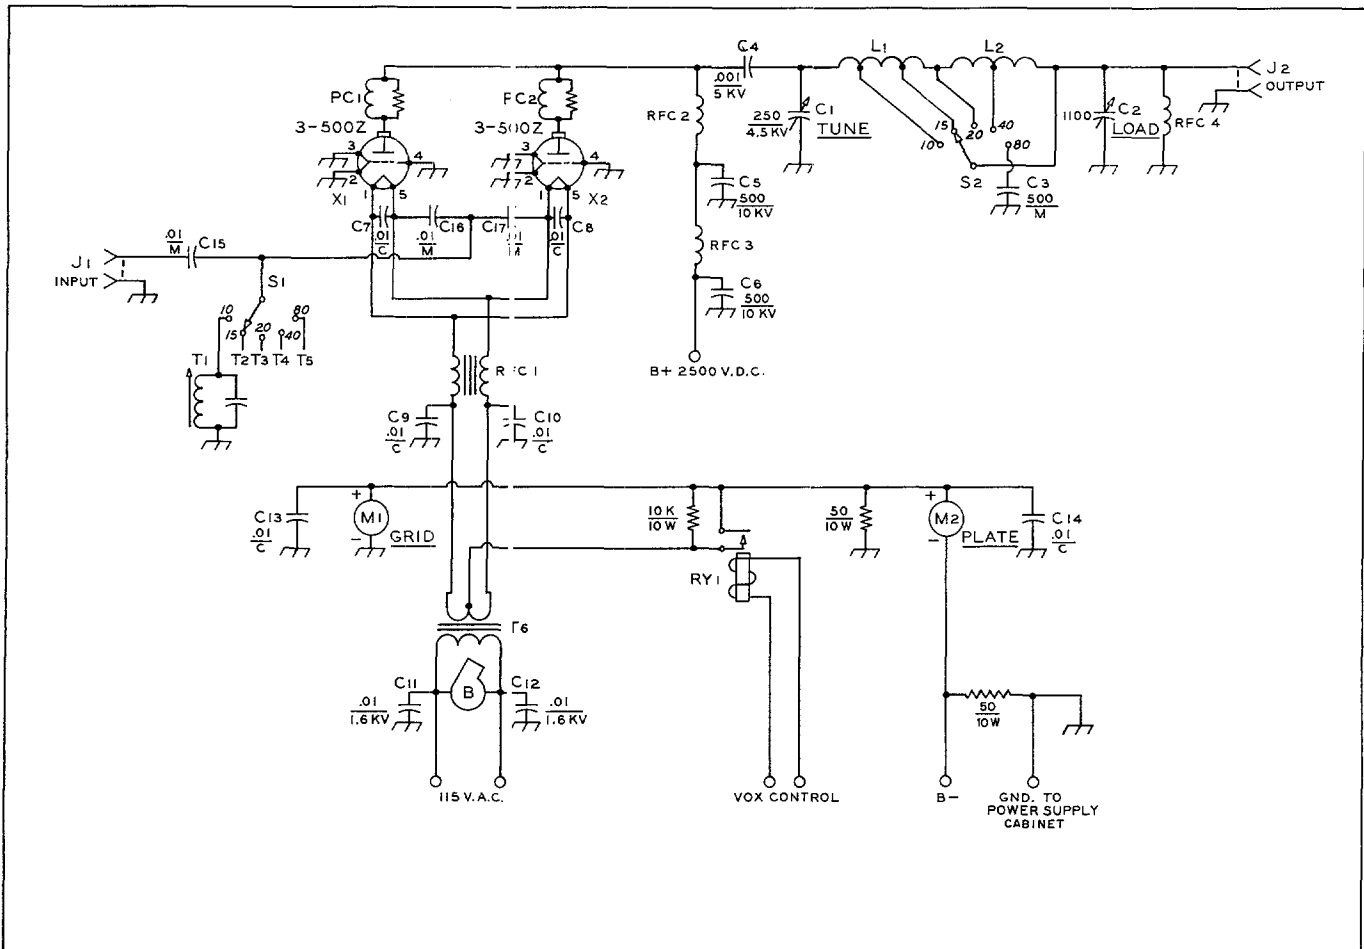 C4
.001
5 KV
L1
L2
J2
OUTPUT
PC1
PC2
RFC 2
250
4.5 KV
C1
TUNE
15
20
40
10
80
S2
C3
500
M
1100
C2
LOAD
RFC 4
3-500Z
3-500Z
3
4
2
1
5
X1
3
4
2
1
5
X2
C7
.01
C
C16
.01
M
C17
.01
M
C8
.01
C
C5
500
10 KV
RFC 3
C6
500
10 KV
B+ 2500 V.D.C.
.01
M
C15
J1
INPUT
S1
10
15
20
40
80
T1
T2
T3
T4
T5
RFC 1
C9
.01
C
C10
.01
C
C13
.01
C
+
M1
-
GRID
10 K
10 W
RY1
50
10 W
+
M2
-
PLATE
C14
.01
C
T6
C11
.01
1.6 KV
B
C12
.01
1.6 KV
50
10W
115 V.A.C.
VOX CONTROL
B-
GND. TO
POWER SUPPLY
CABINET